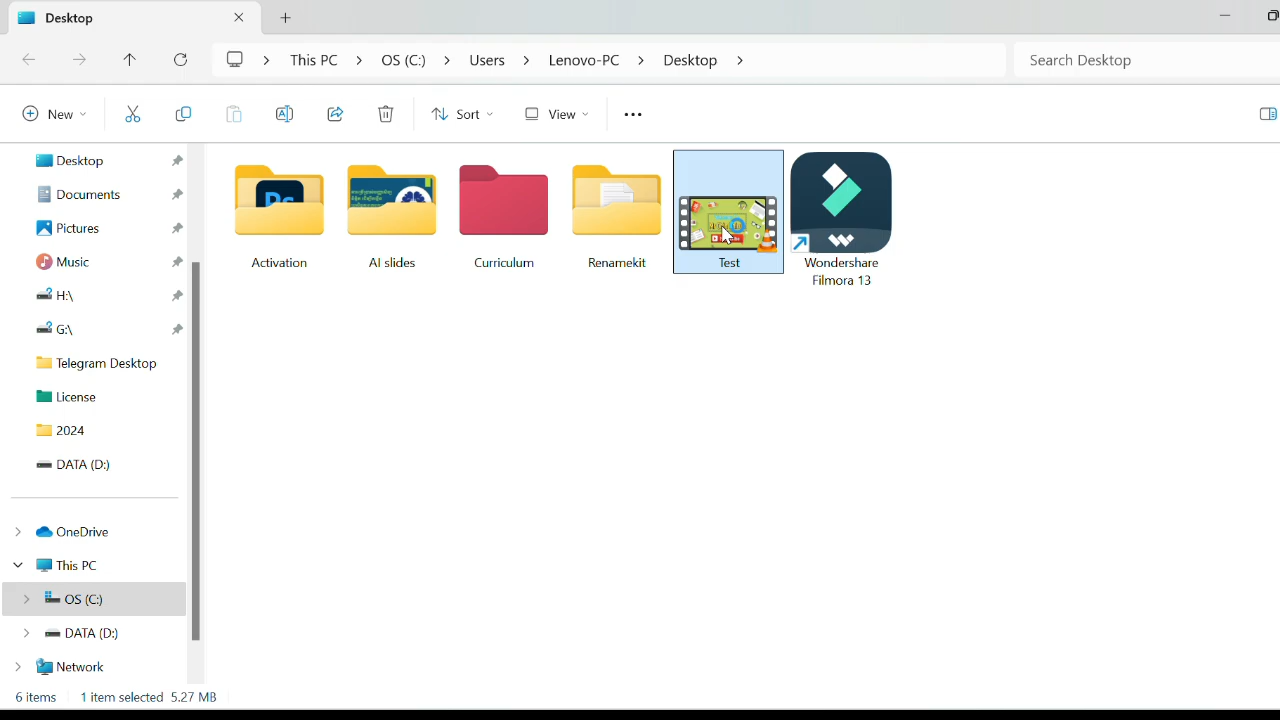 Desktop
This PC > OS (C:) > Users > Lenovo-PC > Desktop >
Search Desktop
New
Sort
View
Desktop
Documents
Pictures
Music
H:\
G:\
Telegram Desktop
License
2024
DATA (D:)
OneDrive
This PC
OS (C:)
DATA (D:)
Network
Activation
AI slides
Curriculum
Renamekit
Test
Wondershare
Filmora 13
6 items
1 item selected 5.27 MB